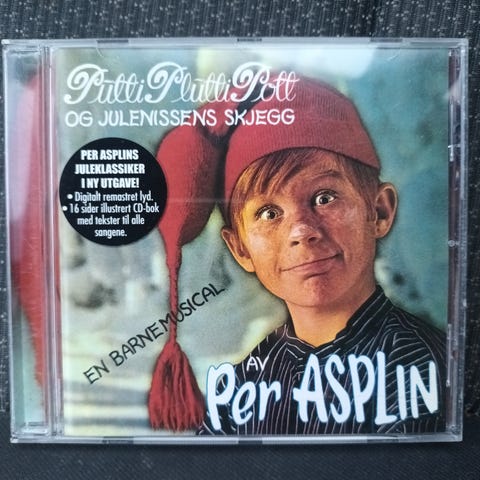 Putti Plutti Pott
OG JULENISSENS SKJEGG
PER ASPLINS
JULEKLASSIKER
I NY UTGAVE!
• Digitalt remastret lyd.
• 16 sider illustrert CD-bok
med tekster til alle
sangene.
EN BARNEMUSICAL
AV
Per ASPLIN